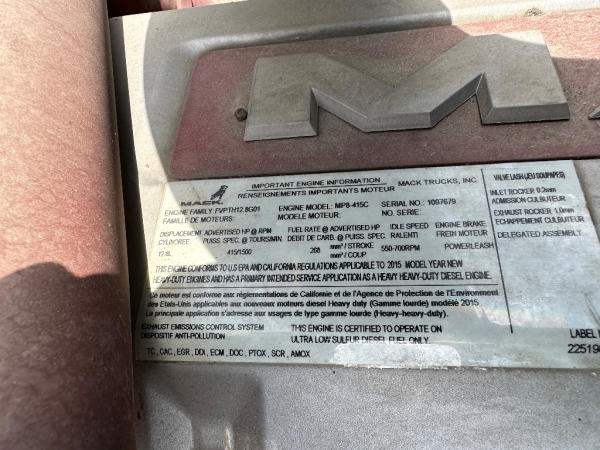 MA
IMPORTANT ENGINE INFORMATION MACK TRUCKS, INC
RENSEIGNEMENTS IMPORTANTS MOTEUR
MACK
ENGINE FAMILY: FVPTH12.8G01 ENGINE MODEL: MP8-415C SERIAL NO: 1097679
FAMILLE DE MOTEUR: MODELE MOTEUR: NO. SERIE:
DISPLACEMENT ADVERTISED HP @ RPM FUEL RATE @ ADVERTISED HP IDLE SPEED ENGINE BRAKE
CYLINDREE PUISS. SPEC. @ TOURS/MIN. DEBIT DE CARB. @ PUISS. SPEC. RALENTI FREIN MOTEUR
12.8L 415/1500 268 mm³ / STROKE 550-700RPM POWERLEASH
mm³ / COUP
THIS ENGINE CONFORMS TO U.S EPA AND CALIFORNIA REGULATIONS APPLICABLE TO 2015 MODEL YEAR NEW
HEAVY-DUTY ENGINES AND HAS A PRIMARY INTENDED SERVICE APPLICATION AS A HEAVY HEAVY-DUTY DIESEL ENGINE.
Ce moteur est conforme aux réglementations de Californie et de l'Agence de Protection de l'Environnement
des Etats-Unis applicables aux noveaux moteurs diesel Heavy duty (Gamme lourde) modèlé 2015
La principale application s'adresse aux usages de type gamme lourde (Heavy-heavy-duty).
EXHAUST EMISSIONS CONTROL SYSTEM THIS ENGINE IS CERTIFIED TO OPERATE ON
DISPOSITIF ANTI-POLLUTION ULTRA LOW SULFUR DIESEL FUEL ONLY.
TC, CAC, EGR, DDI, ECM, DOC, PTOX, SCR, AMOX
VALVE LASH (JEU SOUPAPES)
INLET ROCKER: 0.2mm
ADMISSION CULBUTEUR
EXHAUST ROCKER: 1.0mm
ECHAPPEMENT CULBUTEUR
DELEGATED ASSEMBLY
LABEL
22519